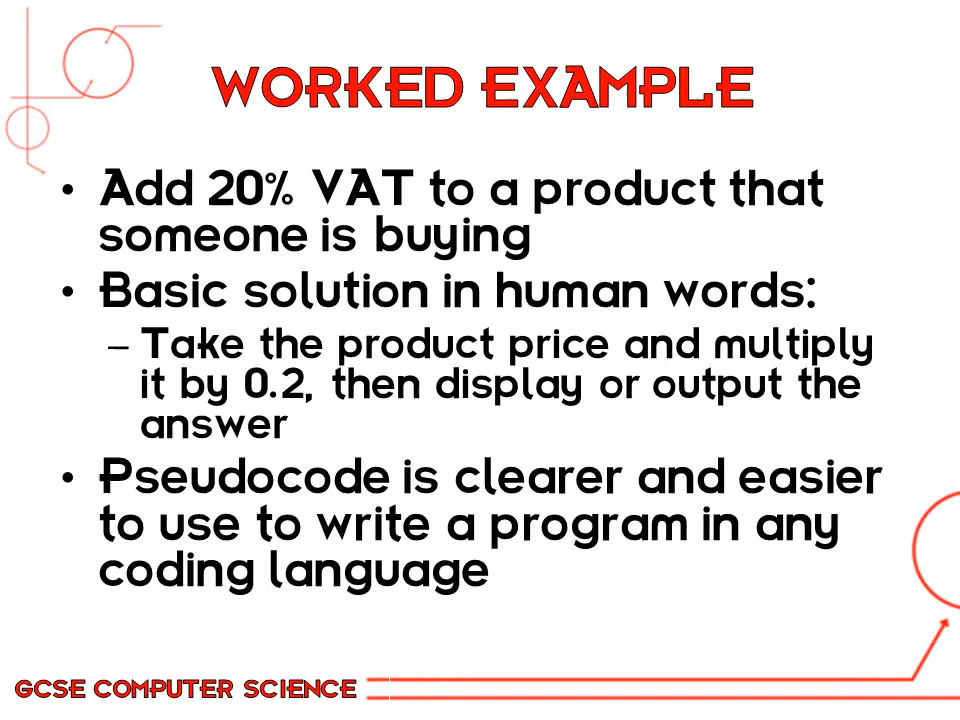 WORKED EXAMPLE
• Add 20% VAT to a product that
someone is buying
• Basic solution in human words:
– Take the product price and multiply
it by 0.2, then display or output the
answer
• Pseudocode is clearer and easier
to use to write a program in any
coding language
GCSE COMPUTER SCIENCE